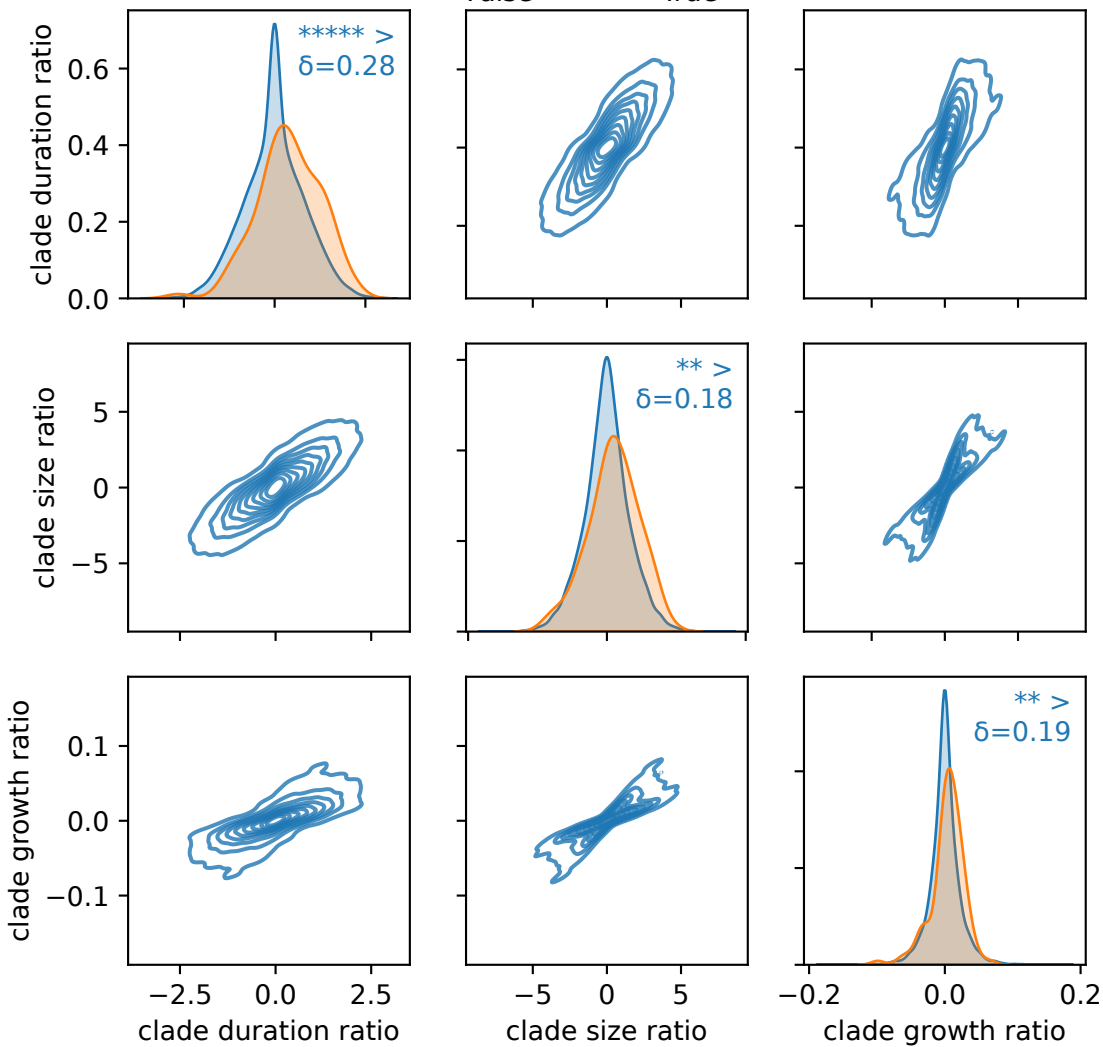 clade duration ratio
0.6
0.4
0.2
0.0
***** >
δ=0.28
clade size ratio
5
0
−5
** >
δ=0.18
clade growth ratio
0.1
0.0
−0.1
** >
δ=0.19
−2.5 0.0 2.5
−5 0 5
−0.2 0.0 0.2
clade duration ratio
clade size ratio
clade growth ratio